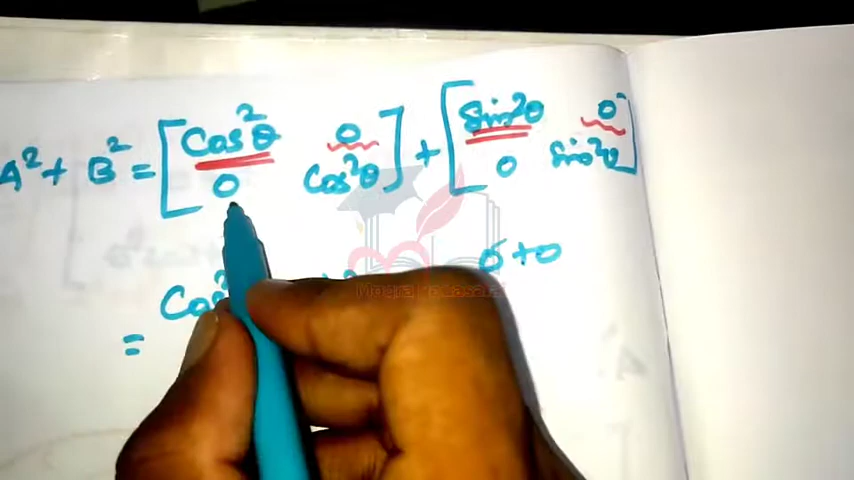 A² + B² = [ Cos²θ 0 ] + [ Sin²θ 0 ]
[ 0 Cos²θ ] [ 0 Sin²θ ]
0+0
=